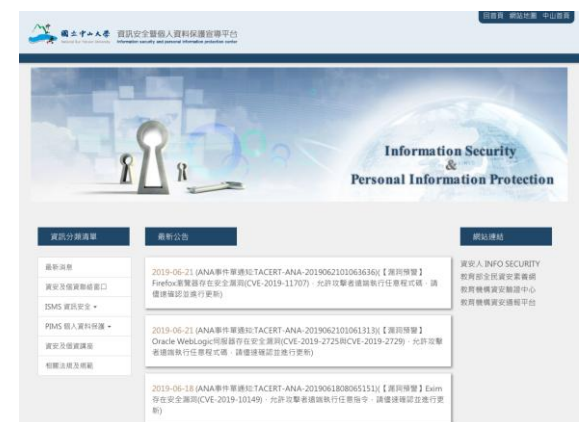 回首頁 網站地圖 中山首頁
國立中山大學 資訊安全暨個人資料保護宣導平台
National Sun Yat-sen University Information security and personal information protection center
Information Security
&
Personal Information Protection
資訊分類清單
最新消息
資安及個資聯絡窗口
ISMS 資訊安全
PIMS 個人資料保護
資安及個資講座
相關法規及規範
最新公告
2019-06-21 (ANA事件單通知:TACERT-ANA-2019062101063636)(【漏洞預警】
Firefox瀏覽器存在安全漏洞(CVE-2019-11707)，允許攻擊者遠端執行任意程式碼，請
儘速確認並進行更新)
2019-06-21 (ANA事件單通知:TACERT-ANA-2019062101061313)(【漏洞預警】
Oracle WebLogic伺服器存在安全漏洞(CVE-2019-2725與CVE-2019-2729)，允許攻擊
者遠端執行任意程式碼，請儘速確認並進行更新)
2019-06-18 (ANA事件單通知:TACERT-ANA-2019061808065151)(【漏洞預警】Exim
存在安全漏洞(CVE-2019-10149)，允許攻擊者遠端執行任意指令，請儘速確認並進行更
新)
網站連結
資安人 INFO SECURITY
教育部全民資安素養網
教育機構資安驗證中心
教育機構資安通報平台